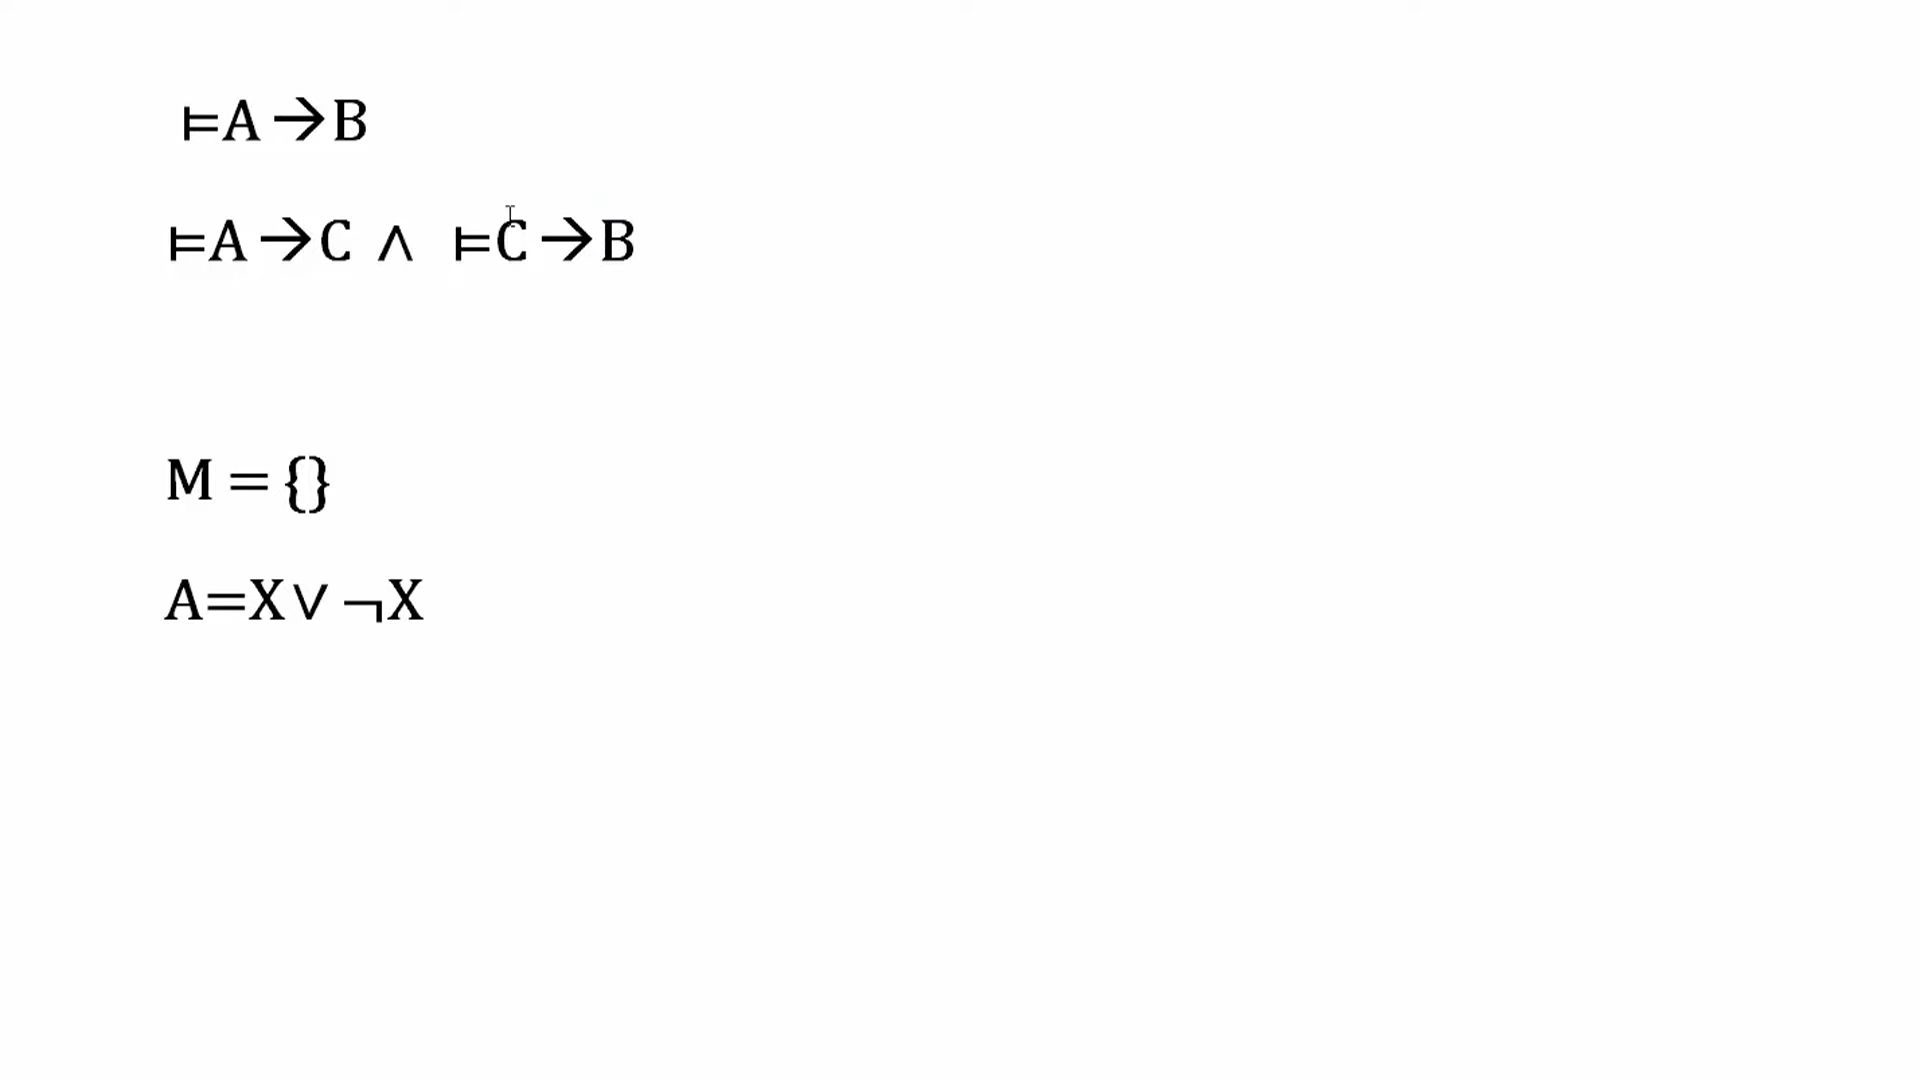 ⊨A→B
⊨A→C ∧ ⊨C→B
M = {}
A=X∨¬X